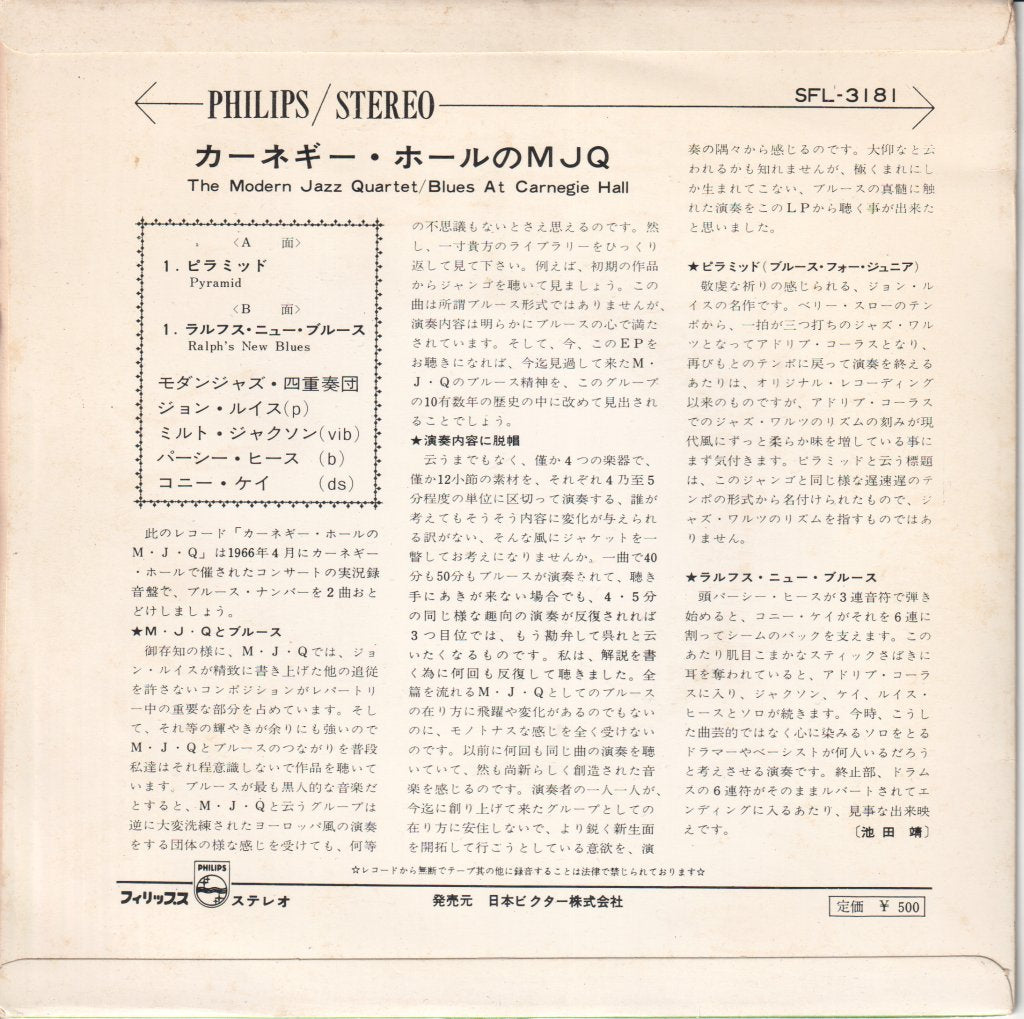 PHILIPS/STEREO
SFL-3181
カーネギー・ホールのMJQ
The Modern Jazz Quartet/Blues At Carnegie Hall
〈A 面〉
1. ピラミッド
Pyramid
〈B 面〉
1. ラルフス・ニュー・ブルース
Ralph's New Blues
モダンジャズ・四重奏団
ジョン・ルイス(p)
ミルト・ジャクソン(vib)
パーシー・ヒース (b)
コニー・ケイ (ds)
此のレコード「カーネギー・ホールの
M・J・Q」は1966年4月にカーネギー
・ホールで催されたコンサートの実況録
音盤で、ブルース・ナンバーを2曲おと
どけしましょう。
★M・J・Qとブルース
御存知の様に、M・J・Qでは、ジョ
ン・ルイスが精致に書き上げた他の追従
を許さないコンポジションがレパートリ
ー中の重要な部分を占めています。そし
て、それ等の輝やきが余りにも強いので
M・J・Qとブルースのつながりを普段
私達はそれ程意識しないで作品を聴いて
います。ブルースが最も黒人的な音楽だ
とすると、M・J・Qと云うグループは
逆に大変洗練されたヨーロッパ風の演奏
をする団体の様な感じを受けても、何等
の不思議もないとさえ思えるのです。然
し、一寸貴方のライブラリーをひっくり
返して見て下さい。例えば、初期の作品
からジャンゴを聴いて見ましょう。この
曲は所謂ブルース形式ではありませんが、
演奏内容は明らかにブルースの心で満た
されています。そして、今、このEPを
お聴きになれば、今迄見過して来たM・
J・Qのブルース精神を、このグループ
の10有数年の歴史の中に改めて見出され
ることでしょう。
★演奏内容に脱帽
云うまでもなく、僅か4つの楽器で、
僅か12小節の素材を、それぞれ4乃至5
分程度の単位に区切って演奏する、誰が
考えてもそうそう内容に変化が与えられ
る訳がない、そんな風にジャケットを一
瞥してお考えになりませんか。一曲で40
分も50分もブルースが演奏されて、聴き
手にあきが来ない場合でも、4・5分
の同じ様な趣向の演奏が反復されれば
3つ目位では、もう勘弁して呉れと云
いたくなるものです。私は、解説を書
く為に何回も反復して聴きました。全
篇を流れるM・J・Qとしてのブルース
の在り方に飛躍や変化があるのでもない
のに、モノトナスな感じを全く受けない
のです。以前に何回も同じ曲の演奏を聴
いていて、然も尚新らしく創造された音
楽を感じるのです。演奏者の一人一人が、
今迄に創り上げて来たグループとしての
在り方に安住しないで、より鋭く新生面
を開拓して行こうとしている意欲を、演
奏の隅々から感じるのです。大仰なと云
われるかも知れませんが、極くまれにし
か生まれてこない、ブルースの真髄に触
れた演奏をこのLPから聴く事が出来た
と思いました。
★ピラミッド(ブルース・フォー・ジュニア)
敬虔な祈りの感じられる、ジョン・ル
イスの名作です。ベリー・スローのテン
ポから、一拍が三つ打ちのジャズ・ワル
ツとなってアドリブ・コーラスとなり、
再びもとのテンポに戻って演奏を終える
あたりは、オリジナル・レコーディング
以来のものですが、アドリブ・コーラス
でのジャズ・ワルツのリズムの刻みが現
代風にずっと柔らか味を増している事に
まず気付きます。ピラミッドと云う標題
は、このジャンゴと同じ様な遅速遅のテ
ンポの形式から名付けられたもので、ジ
ャズ・ワルツのリズムを指すものではあ
りません。
★ラルフス・ニュー・ブルース
頭パーシー・ヒースが3連音符で弾き
始めると、コニー・ケイがそれを6連に
割ってシームのバックを支えます。この
あたり肌目こまかなスティックさばきに
耳を奪われていると、アドリブ・コーラ
スに入り、ジャクソン、ケイ、ルイス・
ヒースとソロが続きます。今時、こうし
た曲芸的ではなく心に染みるソロをとる
ドラマーやベーシストが何人いるだろう
と考えさせる演奏です。終止部、ドラム
スの6連符がそのままルバートされてエ
ンディングに入るあたり、見事な出来映
えです。 〔池田 靖〕
☆レコードから無断でテープ其の他に録音することは法律で禁じられております☆
フィリップス PHILIPS ステレオ
発売元 日本ビクター株式会社
定価 ¥ 500